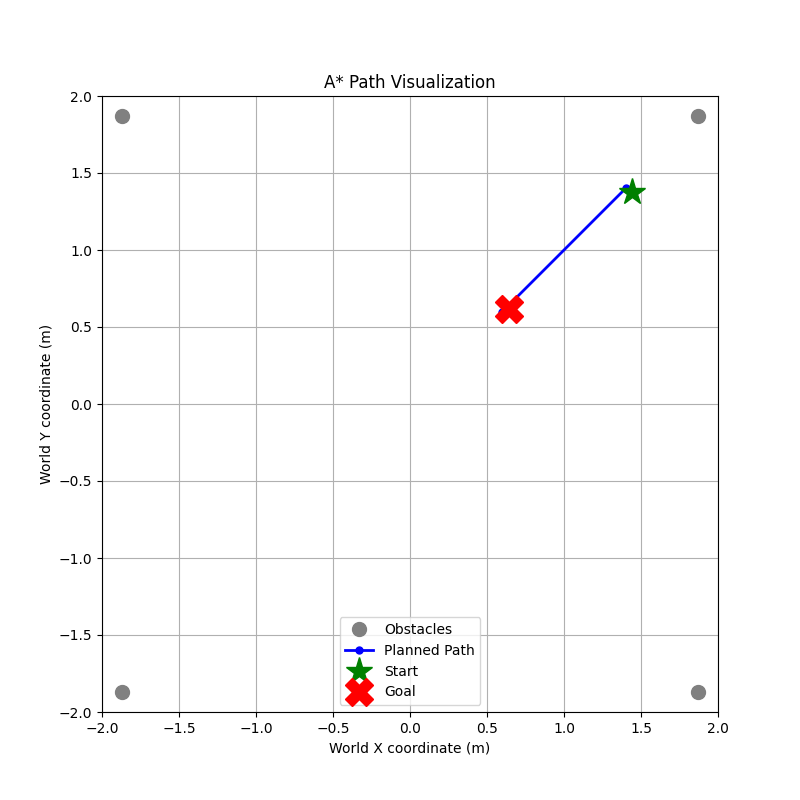 A* Path Visualization
2.0
1.5
1.0
0.5
0.0
−0.5
−1.0
−1.5
−2.0
World Y coordinate (m)
Obstacles
Planned Path
Start
Goal
−2.0 −1.5 −1.0 −0.5 0.0 0.5 1.0 1.5 2.0
World X coordinate (m)